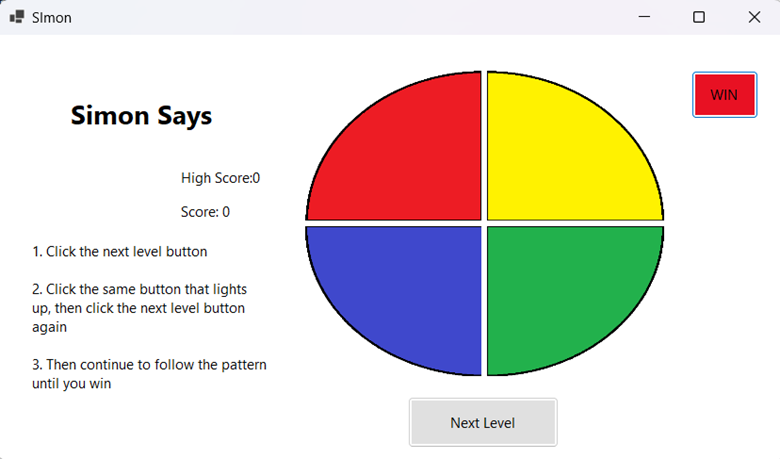 SImon
WIN
Simon Says
High Score:0
Score: 0
1. Click the next level button
2. Click the same button that lights
up, then click the next level button
again
3. Then continue to follow the pattern
until you win
Next Level